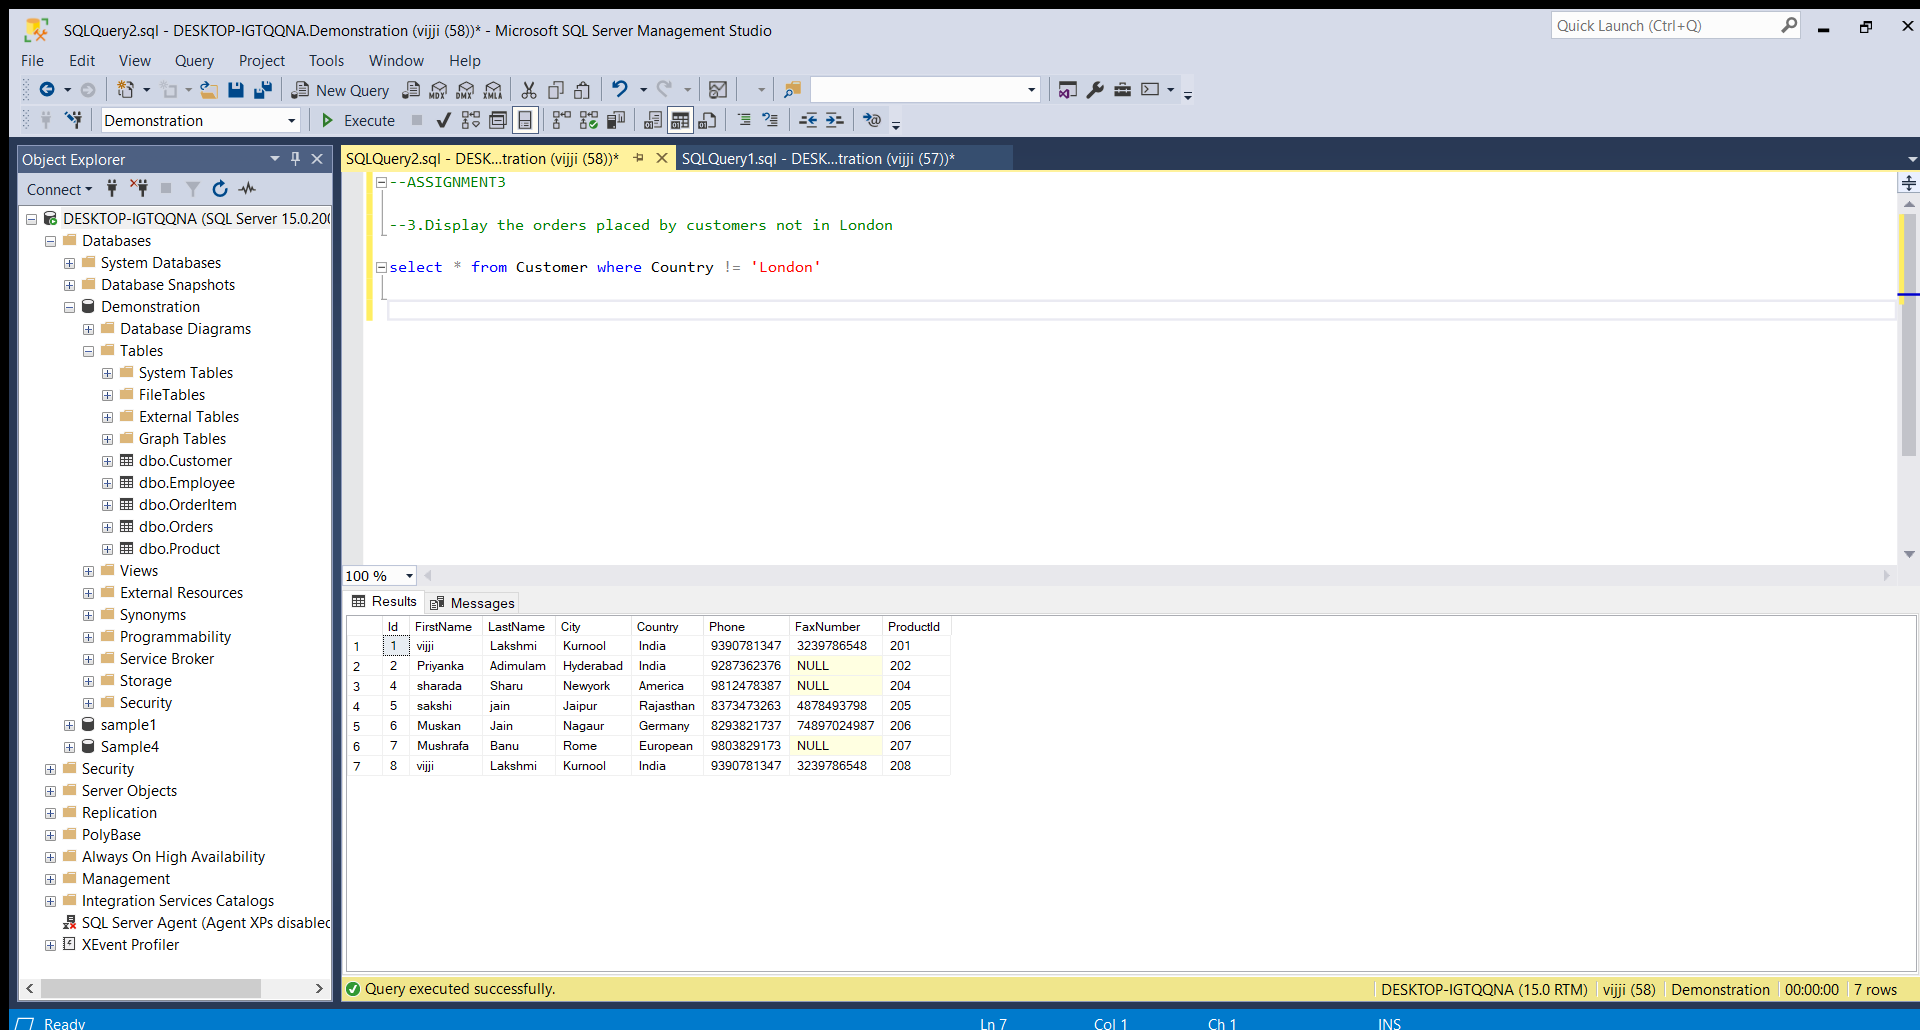 SQLQuery2.sql - DESKTOP-IGTQQNA.Demonstration (vijji (58))* - Microsoft SQL Server Management Studio
Quick Launch (Ctrl+Q)
File Edit View Query Project Tools Window Help
New Query MDX DMX XMLA
Demonstration Execute
Object Explorer
SQLQuery2.sql - DESK...tration (vijji (58))* SQLQuery1.sql - DESK...tration (vijji (57))*
Connect
DESKTOP-IGTQQNA (SQL Server 15.0.200
Databases
System Databases
Database Snapshots
Demonstration
Database Diagrams
Tables
System Tables
FileTables
External Tables
Graph Tables
dbo.Customer
dbo.Employee
dbo.OrderItem
dbo.Orders
dbo.Product
Views
External Resources
Synonyms
Programmability
Service Broker
Storage
Security
sample1
Sample4
Security
Server Objects
Replication
PolyBase
Always On High Availability
Management
Integration Services Catalogs
SQL Server Agent (Agent XPs disabled
XEvent Profiler
--ASSIGNMENT3
--3.Display the orders placed by customers not in London
select * from Customer where Country != 'London'
100 %
Results Messages
Id FirstName LastName City Country Phone FaxNumber ProductId
1 1 vijji Lakshmi Kurnool India 9390781347 3239786548 201
2 2 Priyanka Adimulam Hyderabad India 9287362376 NULL 202
3 4 sharada Sharu Newyork America 9812478387 NULL 204
4 5 sakshi jain Jaipur Rajasthan 8373473263 4878493798 205
5 6 Muskan Jain Nagaur Germany 8293821737 74897024987 206
6 7 Mushrafa Banu Rome European 9803829173 NULL 207
7 8 vijji Lakshmi Kurnool India 9390781347 3239786548 208
Query executed successfully. DESKTOP-IGTQQNA (15.0 RTM) vijji (58) Demonstration 00:00:00 7 rows
Ready Ln 7 Col 1 Ch 1 INS